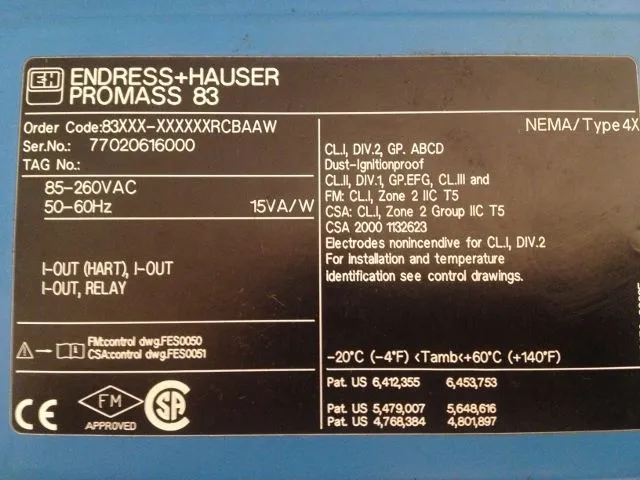 EH ENDRESS+HAUSER
PROMASS 83
Order Code:83XXX-XXXXXXRCBAAW
Ser.No.: 77020616000
TAG No.:
85-260VAC
50-60Hz 15VA/W
I-OUT (HART), I-OUT
I-OUT, RELAY
FM:control dwg.FES0050
CSA:control dwg.FES0051
CE
FM
APPROVED
SA
NEMA/Type 4X
CL.I, DIV.2, GP. ABCD
Dust-Ignitionproof
CL.II, DIV.1, GP.EFG, CL.III and
FM: CL.I, Zone 2 IIC T5
CSA: CL.I, Zone 2 Group IIC T5
CSA 2000 1132623
Electrodes nonincendive for CL.I, DIV.2
For Installation and temperature
Identification see control drawings.
-20°C (-4°F) <Tamb<+60°C (+140°F)
Pat. US 6,412,355 6,453,753
Pat. US 5,479,007 5,648,616
Pat. US 4,768,384 4,801,897